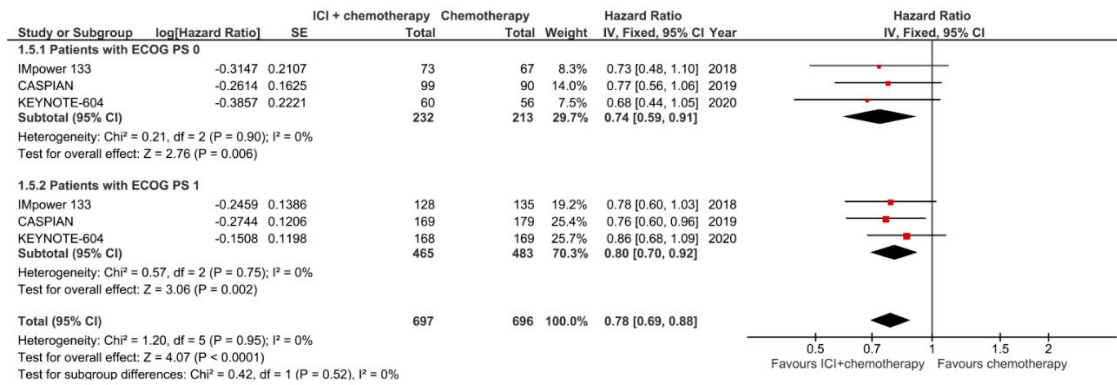 ICI + chemotherapy Chemotherapy Hazard Ratio Hazard Ratio
Study or Subgroup log[Hazard Ratio] SE Total Total Weight IV, Fixed, 95% CI Year IV, Fixed, 95% CI
1.5.1 Patients with ECOG PS 0
IMpower 133 -0.3147 0.2107 73 67 8.3% 0.73 [0.48, 1.10] 2018
CASPIAN -0.2614 0.1625 99 90 14.0% 0.77 [0.56, 1.06] 2019
KEYNOTE-604 -0.3857 0.2221 60 56 7.5% 0.68 [0.44, 1.05] 2020
Subtotal (95% CI) 232 213 29.7% 0.74 [0.59, 0.91]
Heterogeneity: Chi² = 0.21, df = 2 (P = 0.90); I² = 0%
Test for overall effect: Z = 2.76 (P = 0.006)
1.5.2 Patients with ECOG PS 1
IMpower 133 -0.2459 0.1386 128 135 19.2% 0.78 [0.60, 1.03] 2018
CASPIAN -0.2744 0.1206 169 179 25.4% 0.76 [0.60, 0.96] 2019
KEYNOTE-604 -0.1508 0.1198 168 169 25.7% 0.86 [0.68, 1.09] 2020
Subtotal (95% CI) 465 483 70.3% 0.80 [0.70, 0.92]
Heterogeneity: Chi² = 0.57, df = 2 (P = 0.75); I² = 0%
Test for overall effect: Z = 3.06 (P = 0.002)
Total (95% CI) 697 696 100.0% 0.78 [0.69, 0.88]
Heterogeneity: Chi² = 1.20, df = 5 (P = 0.95); I² = 0%
Test for overall effect: Z = 4.07 (P < 0.0001)
Test for subgroup differences: Chi² = 0.42, df = 1 (P = 0.52), I² = 0%
0.5 0.7 1 1.5 2
Favours ICI+chemotherapy Favours chemotherapy